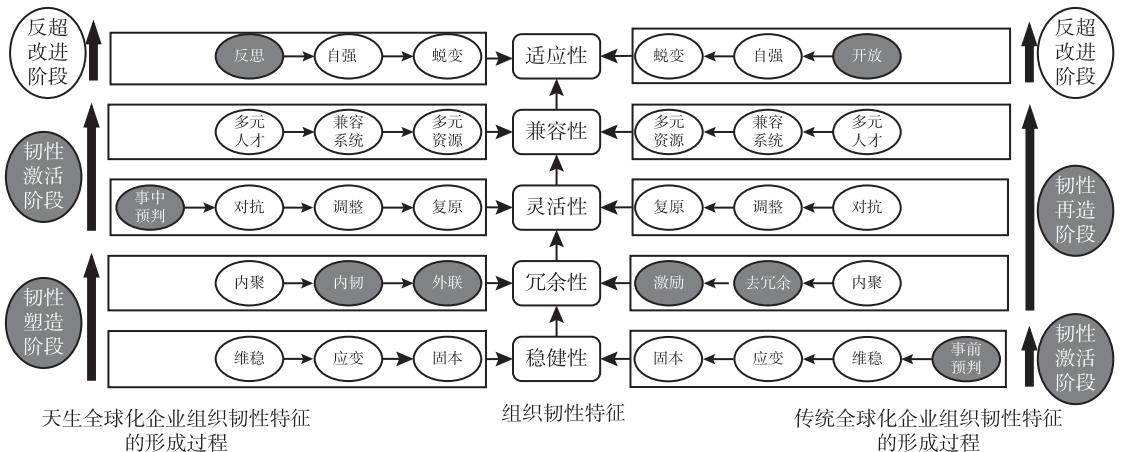 反超
改进
阶段
反思
自强
蜕变
适应性
蜕变
自强
开放
反超
改进
阶段
韧性
激活
阶段
多元
人才
兼容
系统
多元
资源
兼容性
多元
资源
兼容
系统
多元
人才
事中
预判
对抗
调整
复原
灵活性
复原
调整
对抗
韧性
再造
阶段
韧性
塑造
阶段
内聚
内韧
外联
冗余性
激励
去冗余
内聚
维稳
应变
固本
稳健性
固本
应变
维稳
事前
预判
韧性
激活
阶段
天生全球化企业组织韧性特征
的形成过程
组织韧性特征
传统全球化企业组织韧性特征
的形成过程